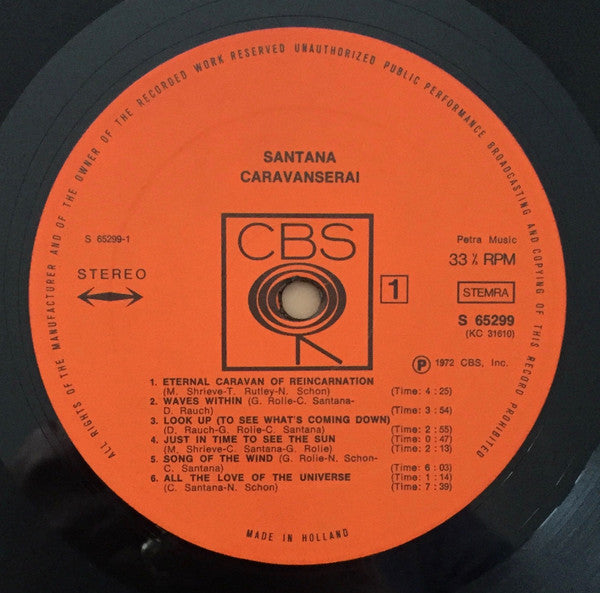 ALL RIGHTS OF THE MANUFACTURER AND OF THE OWNER OF THE RECORDED WORK RESERVED UNAUTHORIZED PUBLIC PERFORMANCE BROADCASTING AND COPYING OF THIS RECORD PROHIBITED
SANTANA
CARAVANSERAI
S 65299-1
STEREO
CBS
1
Petra Music
33⅓ RPM
STEMRA
S 65299
(KC 31610)
Ⓟ 1972 CBS, Inc.
1. ETERNAL CARAVAN OF REINCARNATION
(M. Shrieve-T. Rutley-N. Schon) (Time: 4 : 25)
2. WAVES WITHIN (G. Rolie-C. Santana-
D. Rauch) (Time: 3 : 54)
3. LOOK UP (TO SEE WHAT'S COMING DOWN)
(D. Rauch-G. Rolie-C. Santana) (Time: 2 : 55)
4. JUST IN TIME TO SEE THE SUN (Time: 0 : 47)
(M. Shrieve-C. Santana-G. Rolie) (Time: 2 : 13)
5. SONG OF THE WIND (G. Rolie-N. Schon-
C. Santana) (Time: 6 : 03)
6. ALL THE LOVE OF THE UNIVERSE (Time: 1 : 14)
(C. Santana-N. Schon) (Time: 7 : 39)
MADE IN HOLLAND